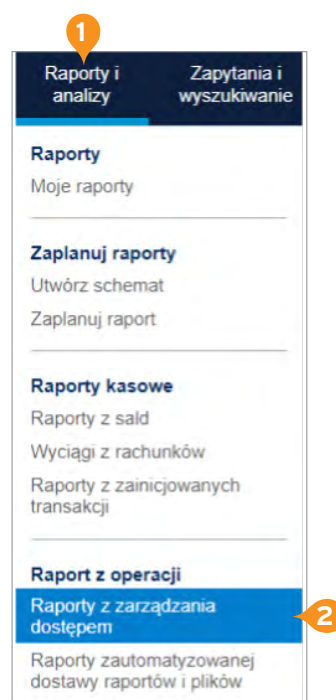 1
Raporty i
analizy
Zapytania i
wyszukiwanie
Raporty
Moje raporty
Zaplanuj raporty
Utwórz schemat
Zaplanuj raport
Raporty kasowe
Raporty z sald
Wyciągi z rachunków
Raporty z zainicjowanych
transakcji
Raport z operacji
Raporty z zarządzania
dostępem
2
Raporty zautomatyzowanej
dostawy raportów i plików